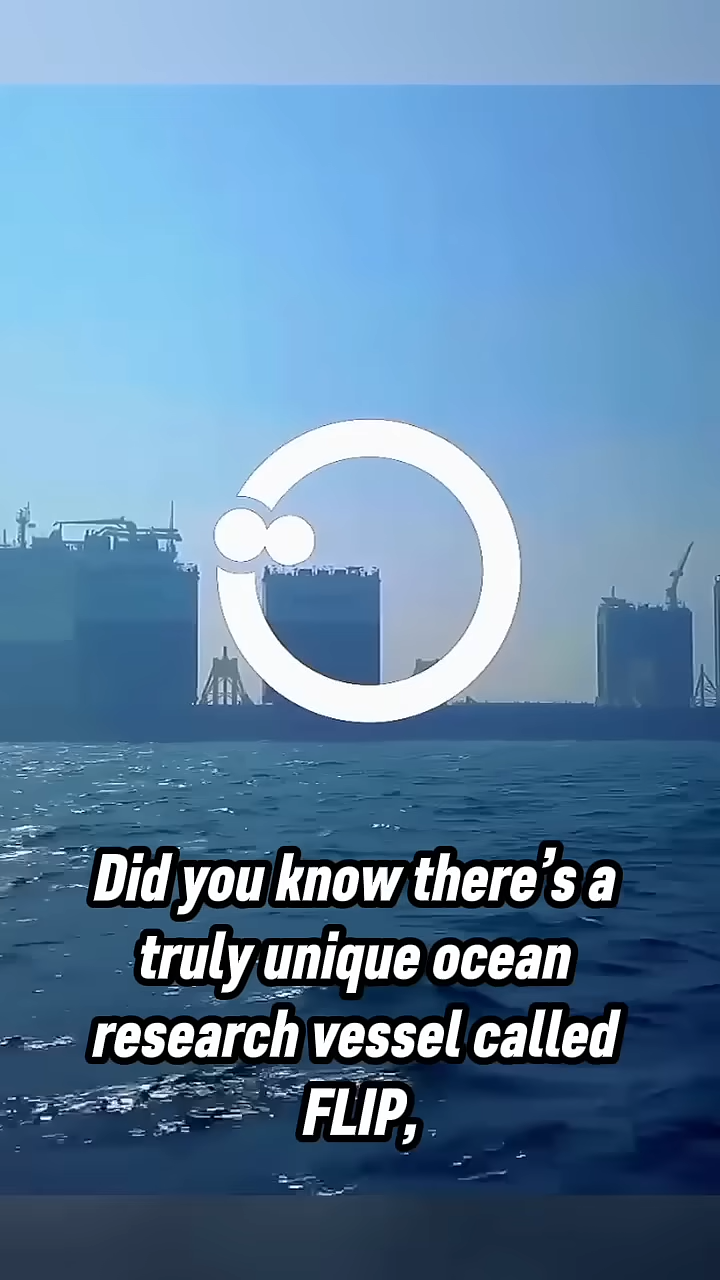 Did you know there’s a
truly unique ocean
research vessel called
FLIP,